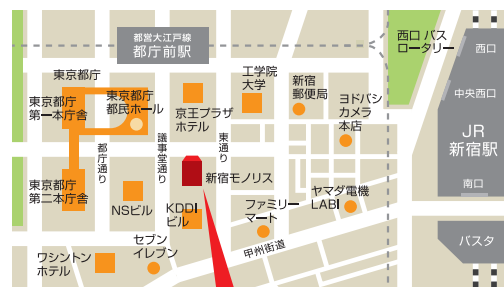 都営大江戸線
都庁前駅
西口 バス
ロータリー
西口
中央西口
JR
新宿駅
南口
バスタ
東京都庁
東京都庁
第一本庁舎
東京都庁
都民ホール
京王プラザ
ホテル
工学院
大学
新宿
郵便局
ヨドバシ
カメラ
本店
都庁通り
議事堂通り
東通り
新宿モノリス
東京都庁
第二本庁舎
NSビル
KDDI
ビル
ファミリー
マート
ヤマダ電機
LABI
甲州街道
セブン
イレブン
ワシントン
ホテル